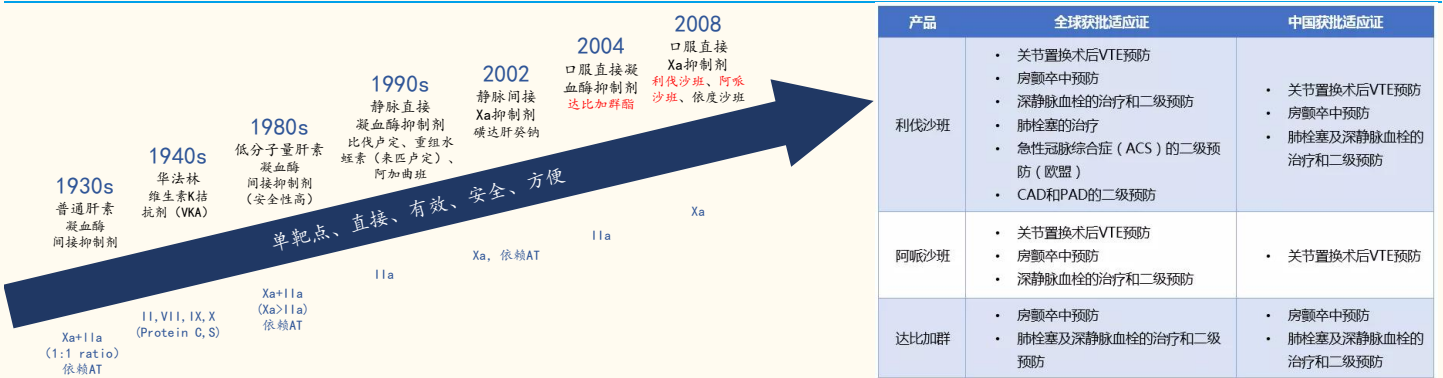 1930s
普通肝素
凝血酶
间接抑制剂
1940s
华法林
维生素K拮
抗剂（VKA）
1980s
低分子量肝素
凝血酶
间接抑制剂
（安全性高）
1990s
静脉直接
凝血酶抑制剂
比伐卢定、重组水
蛭素（来匹卢定）、
阿加曲班
2002
静脉间接
Xa抑制剂
磺达肝癸钠
2004
口服直接凝
血酶抑制剂
达比加群酯
2008
口服直接
Xa抑制剂
利伐沙班、阿哌
沙班、依度沙班
单靶点、直接、有效、安全、方便
Xa+IIa
(1:1 ratio)
依赖AT
II,VII,IX,X
(Protein C,S)
Xa+IIa
(Xa>IIa)
依赖AT
IIa
Xa, 依赖AT
IIa
Xa
产品
全球获批适应证
中国获批适应证
利伐沙班
• 关节置换术后VTE预防
• 房颤卒中预防
• 深静脉血栓的治疗和二级预防
• 肺栓塞的治疗
• 急性冠脉综合症（ACS）的二级预
防（欧盟）
• CAD和PAD的二级预防
• 关节置换术后VTE预防
• 房颤卒中预防
• 肺栓塞及深静脉血栓的
治疗和二级预防
阿哌沙班
• 关节置换术后VTE预防
• 房颤卒中预防
• 深静脉血栓的治疗和二级预防
• 关节置换术后VTE预防
达比加群
• 房颤卒中预防
• 肺栓塞及深静脉血栓的治疗和二级
预防
• 房颤卒中预防
• 肺栓塞及深静脉血栓的
治疗和二级预防